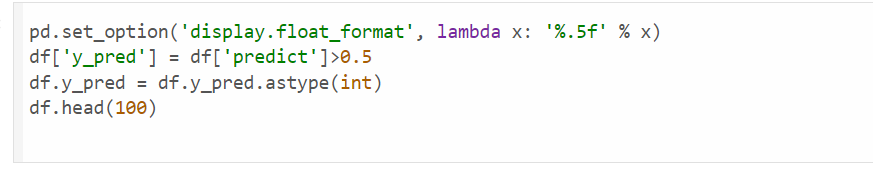 pd.set_option('display.float_format', lambda x: '%.5f' % x)
df['y_pred'] = df['predict']>0.5
df.y_pred = df.y_pred.astype(int)
df.head(100)